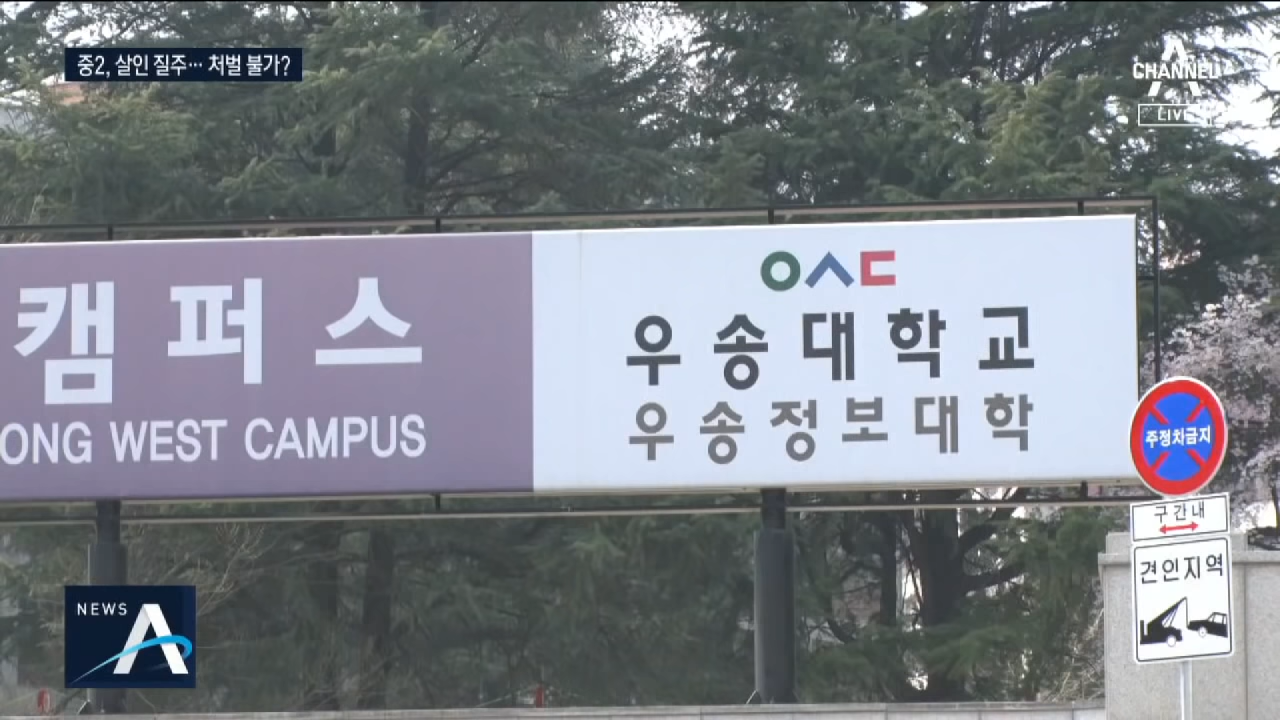 중2, 살인 질주… 처벌 불가?
CHANNEL A
LIVE
캠퍼스
ONG WEST CAMPUS
ㅇㅅㄷ
우송대학교
우송정보대학
주정차금지
구간내
견인지역
NEWS A